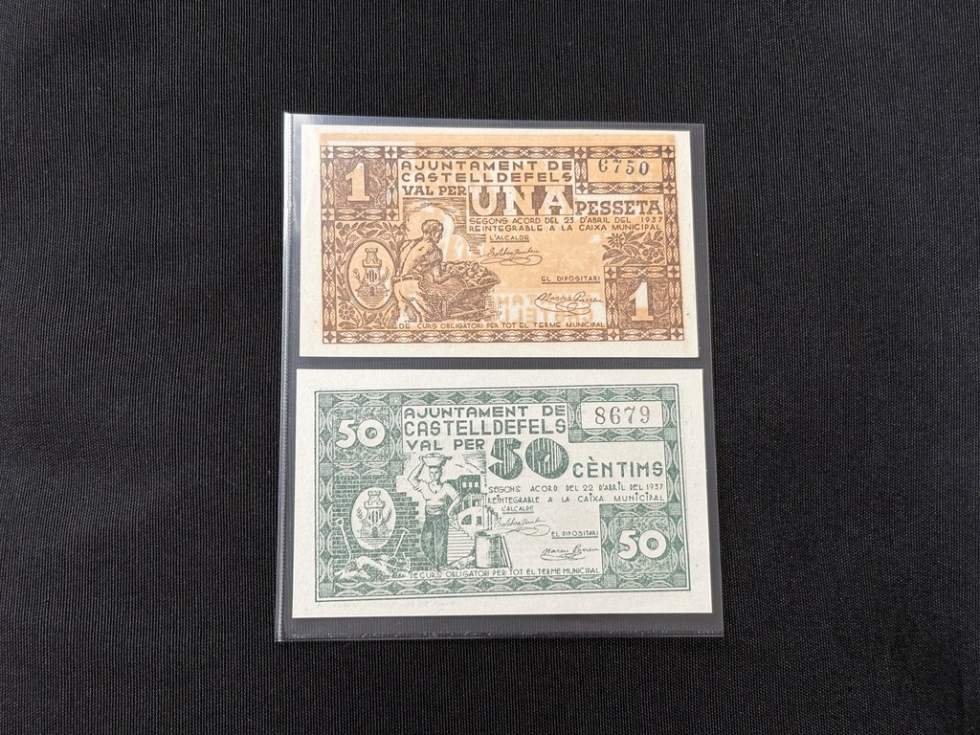 1
AJUNTAMENT DE
CASTELLDEFELS
6750
VAL PER UNA PESSETA
SEGONS ACORD DEL 23 D'ABRIL DEL 1937
REINTEGRABLE A LA CAIXA MUNICIPAL
L'ALCALDE
EL DIPOSITARI
1
DE CURS OBLIGATORI PER TOT EL TERME MUNICIPAL
50
AJUNTAMENT DE
CASTELLDEFELS
8679
VAL PER 50 CÈNTIMS
SEGONS ACORD DEL 22 D'ABRIL DEL 1937
REINTEGRABLE A LA CAIXA MUNICIPAL
L'ALCALDE
EL DIPOSITARI
50
DE CURS OBLIGATORI PER TOT EL TERME MUNICIPAL